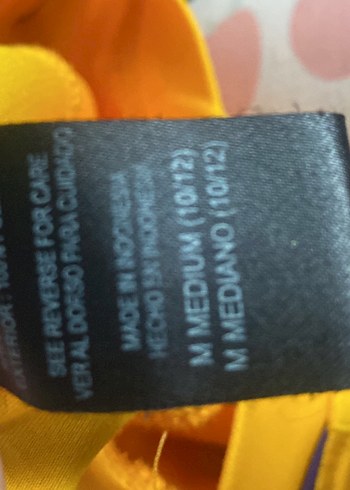 M MEDIUM (10/12)
M MEDIANO (10/12)
MADE IN INDONESIA
HECHO EN INDONESIA
SEE REVERSE FOR CARE
VER AL DORSO PARA CUIDADO